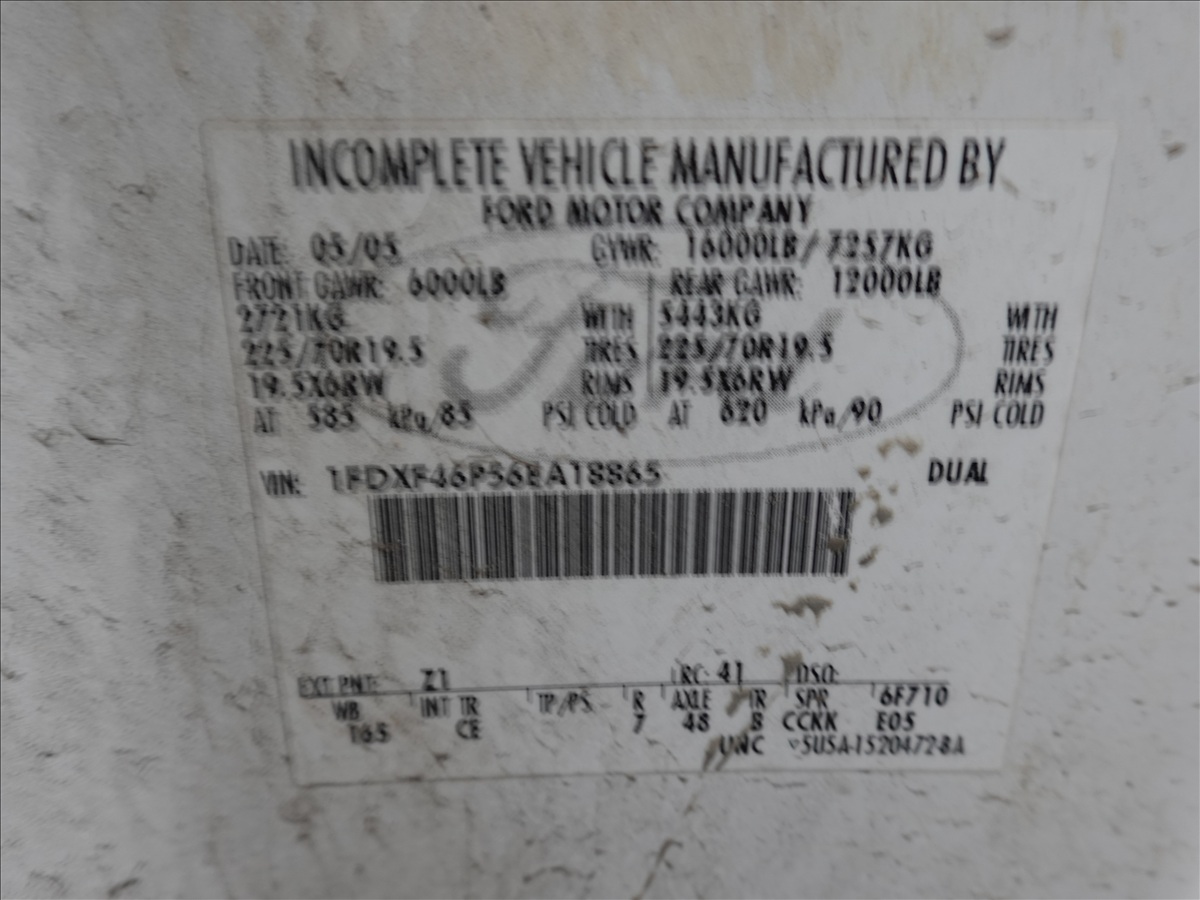 INCOMPLETE VEHICLE MANUFACTURED BY
FORD MOTOR COMPANY
DATE: 05/05 GVWR: 16000LB / 7257KG
FRONT GAWR: 6000LB REAR GAWR: 12000LB
2721KG WITH 5443KG WITH
225/70R19.5 TIRES 225/70R19.5 TIRES
19.5X6RW RIMS 19.5X6RW RIMS
AT 585 kPa/85 PSI COLD AT 620 kPa/90 PSI COLD
VIN: 1FDXF46P56EA18865 DUAL
EXT PNT: Z1 RC: 41 DSO:
WB INT TR TP/PS R AXLE TR SPR 6F710
165 CE 7 48 B CCKK E05
UNC